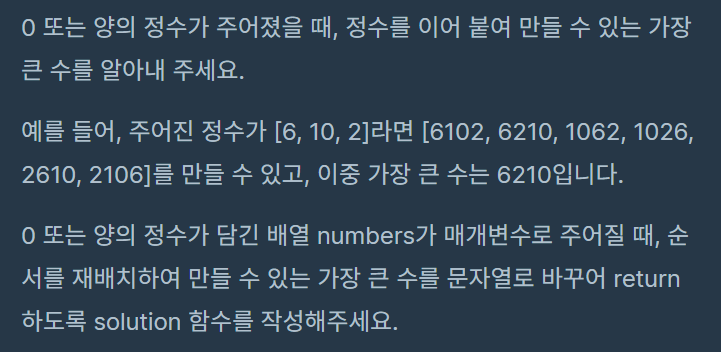 0 또는 양의 정수가 주어졌을 때, 정수를 이어 붙여 만들 수 있는 가장
큰 수를 알아내 주세요.
예를 들어, 주어진 정수가 [6, 10, 2]라면 [6102, 6210, 1062, 1026,
2610, 2106]를 만들 수 있고, 이중 가장 큰 수는 6210입니다.
0 또는 양의 정수가 담긴 배열 numbers가 매개변수로 주어질 때, 순
서를 재배치하여 만들 수 있는 가장 큰 수를 문자열로 바꾸어 return
하도록 solution 함수를 작성해주세요.